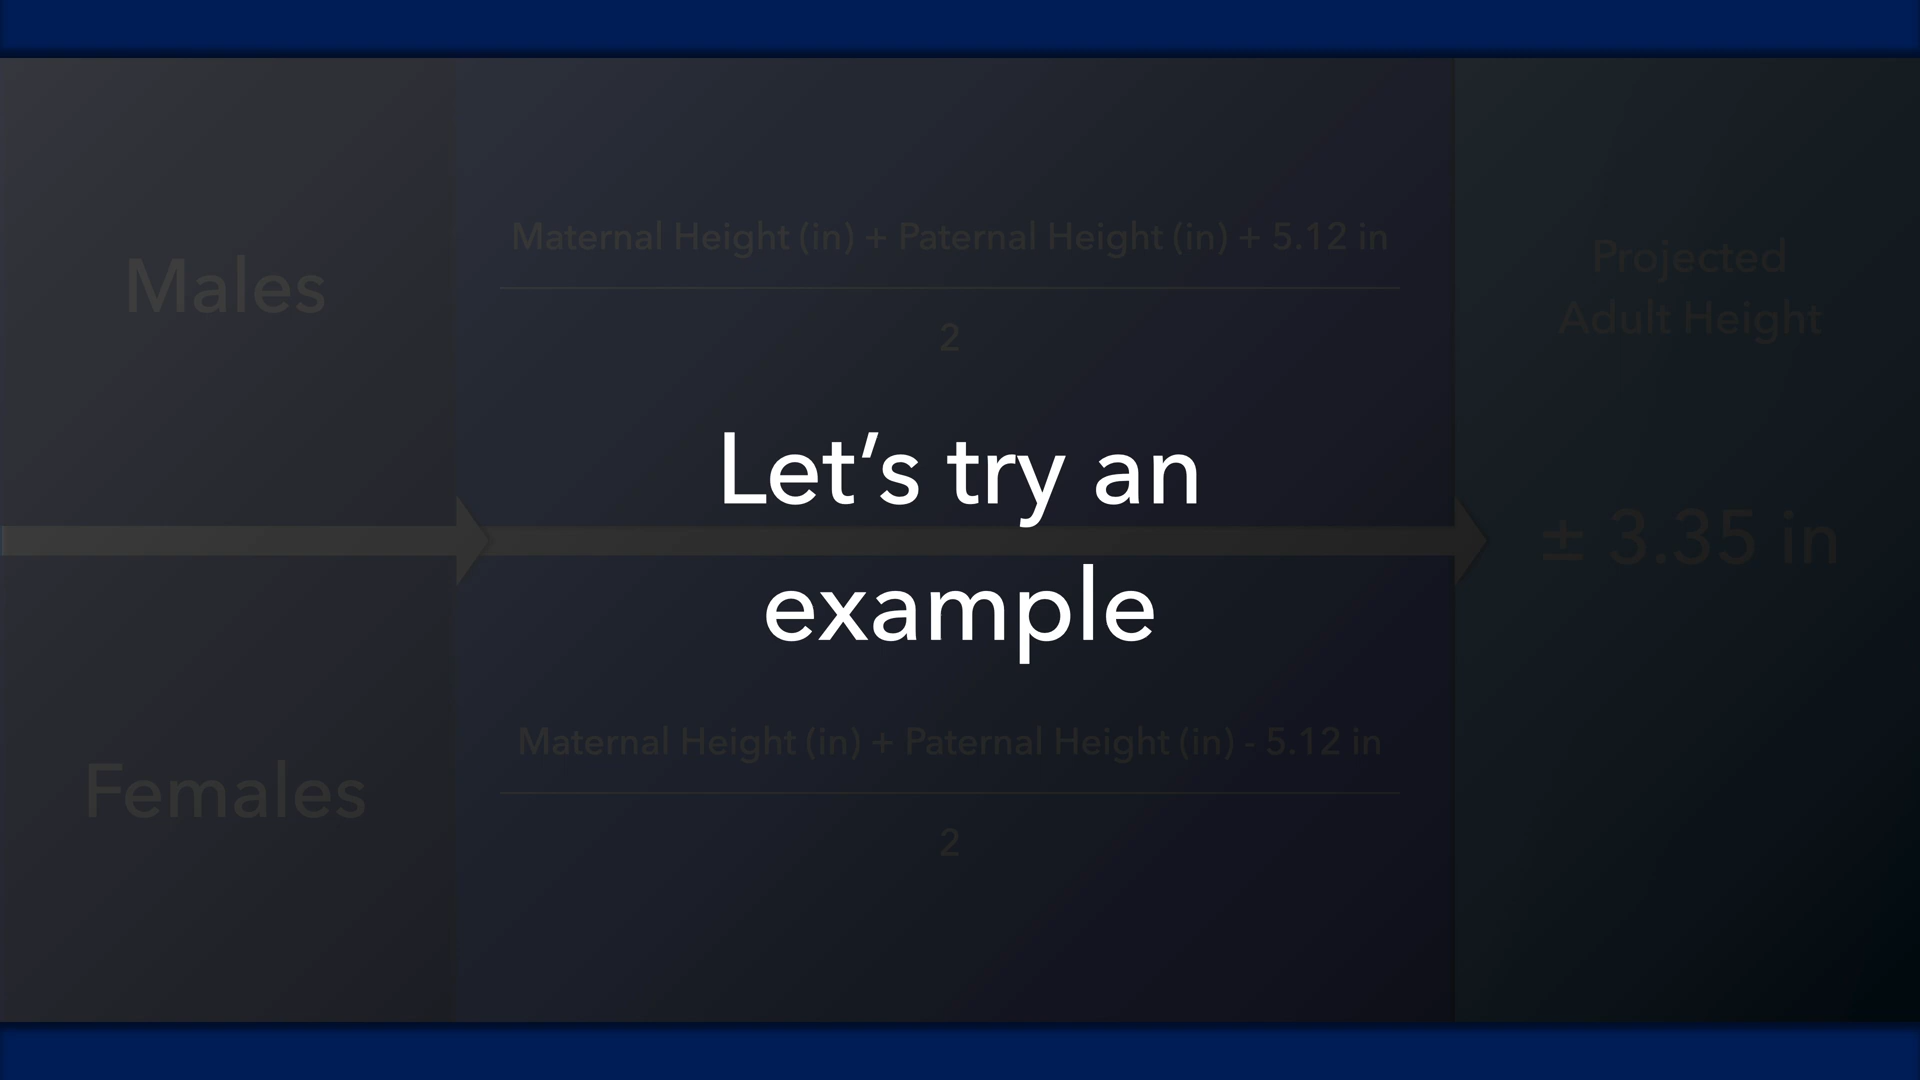 Males
Maternal Height (in) + Paternal Height (in) + 5.12 in
2
Projected
Adult Height
Let’s try an
example
± 3.35 in
Females
Maternal Height (in) + Paternal Height (in) - 5.12 in
2